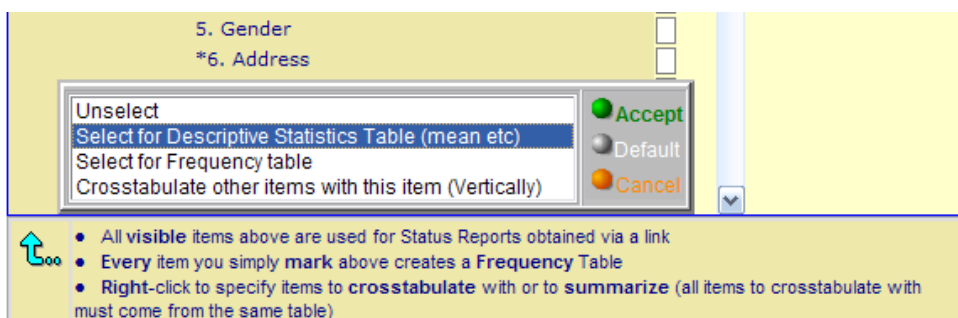 5. Gender
*6. Address
Unselect
Select for Descriptive Statistics Table (mean etc)
Select for Frequency table
Crosstabulate other items with this item (Vertically)
Accept
Default
Cancel
• All visible items above are used for Status Reports obtained via a link
• Every item you simply mark above creates a Frequency Table
• Right-click to specify items to crosstabulate with or to summarize (all items to crosstabulate with
must come from the same table)